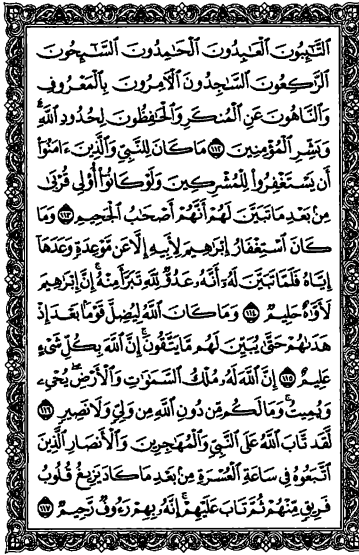 ٱلتَّٰٓئِبُونَ ٱلْعَٰبِدُونَ ٱلْحَٰمِدُونَ ٱلسَّٰٓئِحُونَ
ٱلرَّٰكِعُونَ ٱلسَّٰجِدُونَ ٱلْءَامِرُونَ بِٱلْمَعْرُوفِ
وَٱلنَّاهُونَ عَنِ ٱلْمُنكَرِ وَٱلْحَٰفِظُونَ لِحُدُودِ ٱللَّهِ ۗ
وَبَشِّرِ ٱلْمُؤْمِنِينَ ١١٢ مَا كَانَ لِلنَّبِىِّ وَٱلَّذِينَ ءَامَنُوٓا۟
أَن يَسْتَغْفِرُوا۟ لِلْمُشْرِكِينَ وَلَوْ كَانُوٓا۟ أُو۟لِى قُرْبَىٰ
مِنۢ بَعْدِ مَا تَبَيَّنَ لَهُمْ أَنَّهُمْ أَصْحَٰبُ ٱلْجَحِيمِ ١١٣ وَمَا
كَانَ ٱسْتِغْفَارُ إِبْرَٰهِيمَ لِأَبِيهِ إِلَّا عَن مَّوْعِدَةٍ وَعَدَهَآ
إِيَّاهُ فَلَمَّا تَبَيَّنَ لَهُۥٓ أَنَّهُۥ عَدُوٌّ لِّلَّهِ تَبَرَّأَ مِنْهُ ۚ إِنَّ إِبْرَٰهِيمَ
لَأَوَّٰهٌ حَلِيمٌ ١١٤ وَمَا كَانَ ٱللَّهُ لِيُضِلَّ قَوْمًۢا بَعْدَ إِذْ
هَدَىٰهُمْ حَتَّىٰ يُبَيِّنَ لَهُم مَّا يَتَّقُونَ ۚ إِنَّ ٱللَّهَ بِكُلِّ شَىْءٍ
عَلِيمٌ ١١٥ إِنَّ ٱللَّهَ لَهُۥ مُلْكُ ٱلسَّمَٰوَٰتِ وَٱلْأَرْضِ ۖ يُحْىِۦ
وَيُمِيتُ ۚ وَمَا لَكُم مِّن دُونِ ٱللَّهِ مِن وَلِىٍّ وَلَا نَصِيرٍ ١١٦
لَّقَد تَّابَ ٱللَّهُ عَلَى ٱلنَّبِىِّ وَٱلْمُهَٰجِرِينَ وَٱلْأَنصَارِ ٱلَّذِينَ
ٱتَّبَعُوهُ فِى سَاعَةِ ٱلْعُسْرَةِ مِنۢ بَعْدِ مَا كَادَ يَزِيغُ قُلُوبُ
فَرِيقٍ مِّنْهُمْ ثُمَّ تَابَ عَلَيْهِمْ ۚ إِنَّهُۥ بِهِمْ رَءُوفٌ رَّحِيمٌ ١١٧